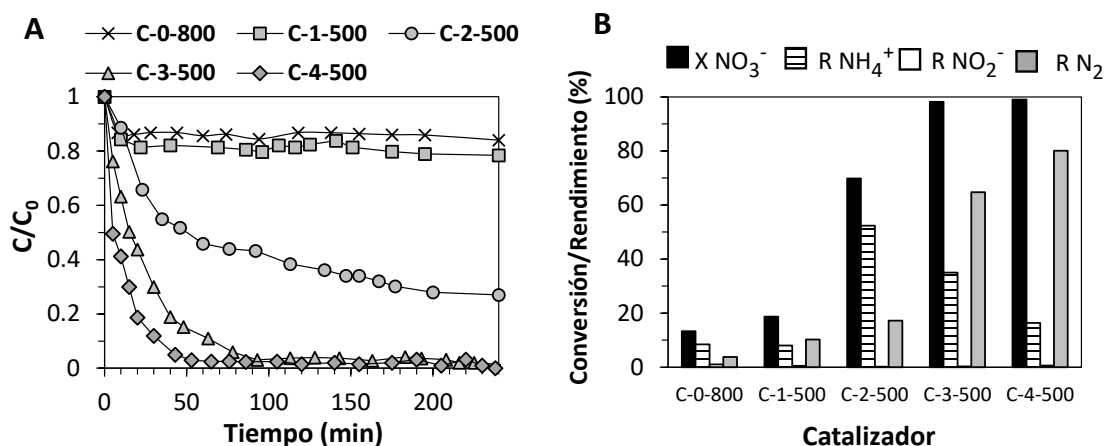 A
C-0-800 C-1-500 C-2-500
C-3-500 C-4-500
C/C₀
1
0.8
0.6
0.4
0.2
0
0 50 100 150 200
Tiempo (min)
B
X NO₃⁻ R NH₄⁺ R NO₂⁻ R N₂
Conversión/Rendimiento (%)
100
80
60
40
20
0
C-0-800 C-1-500 C-2-500 C-3-500 C-4-500
Catalizador